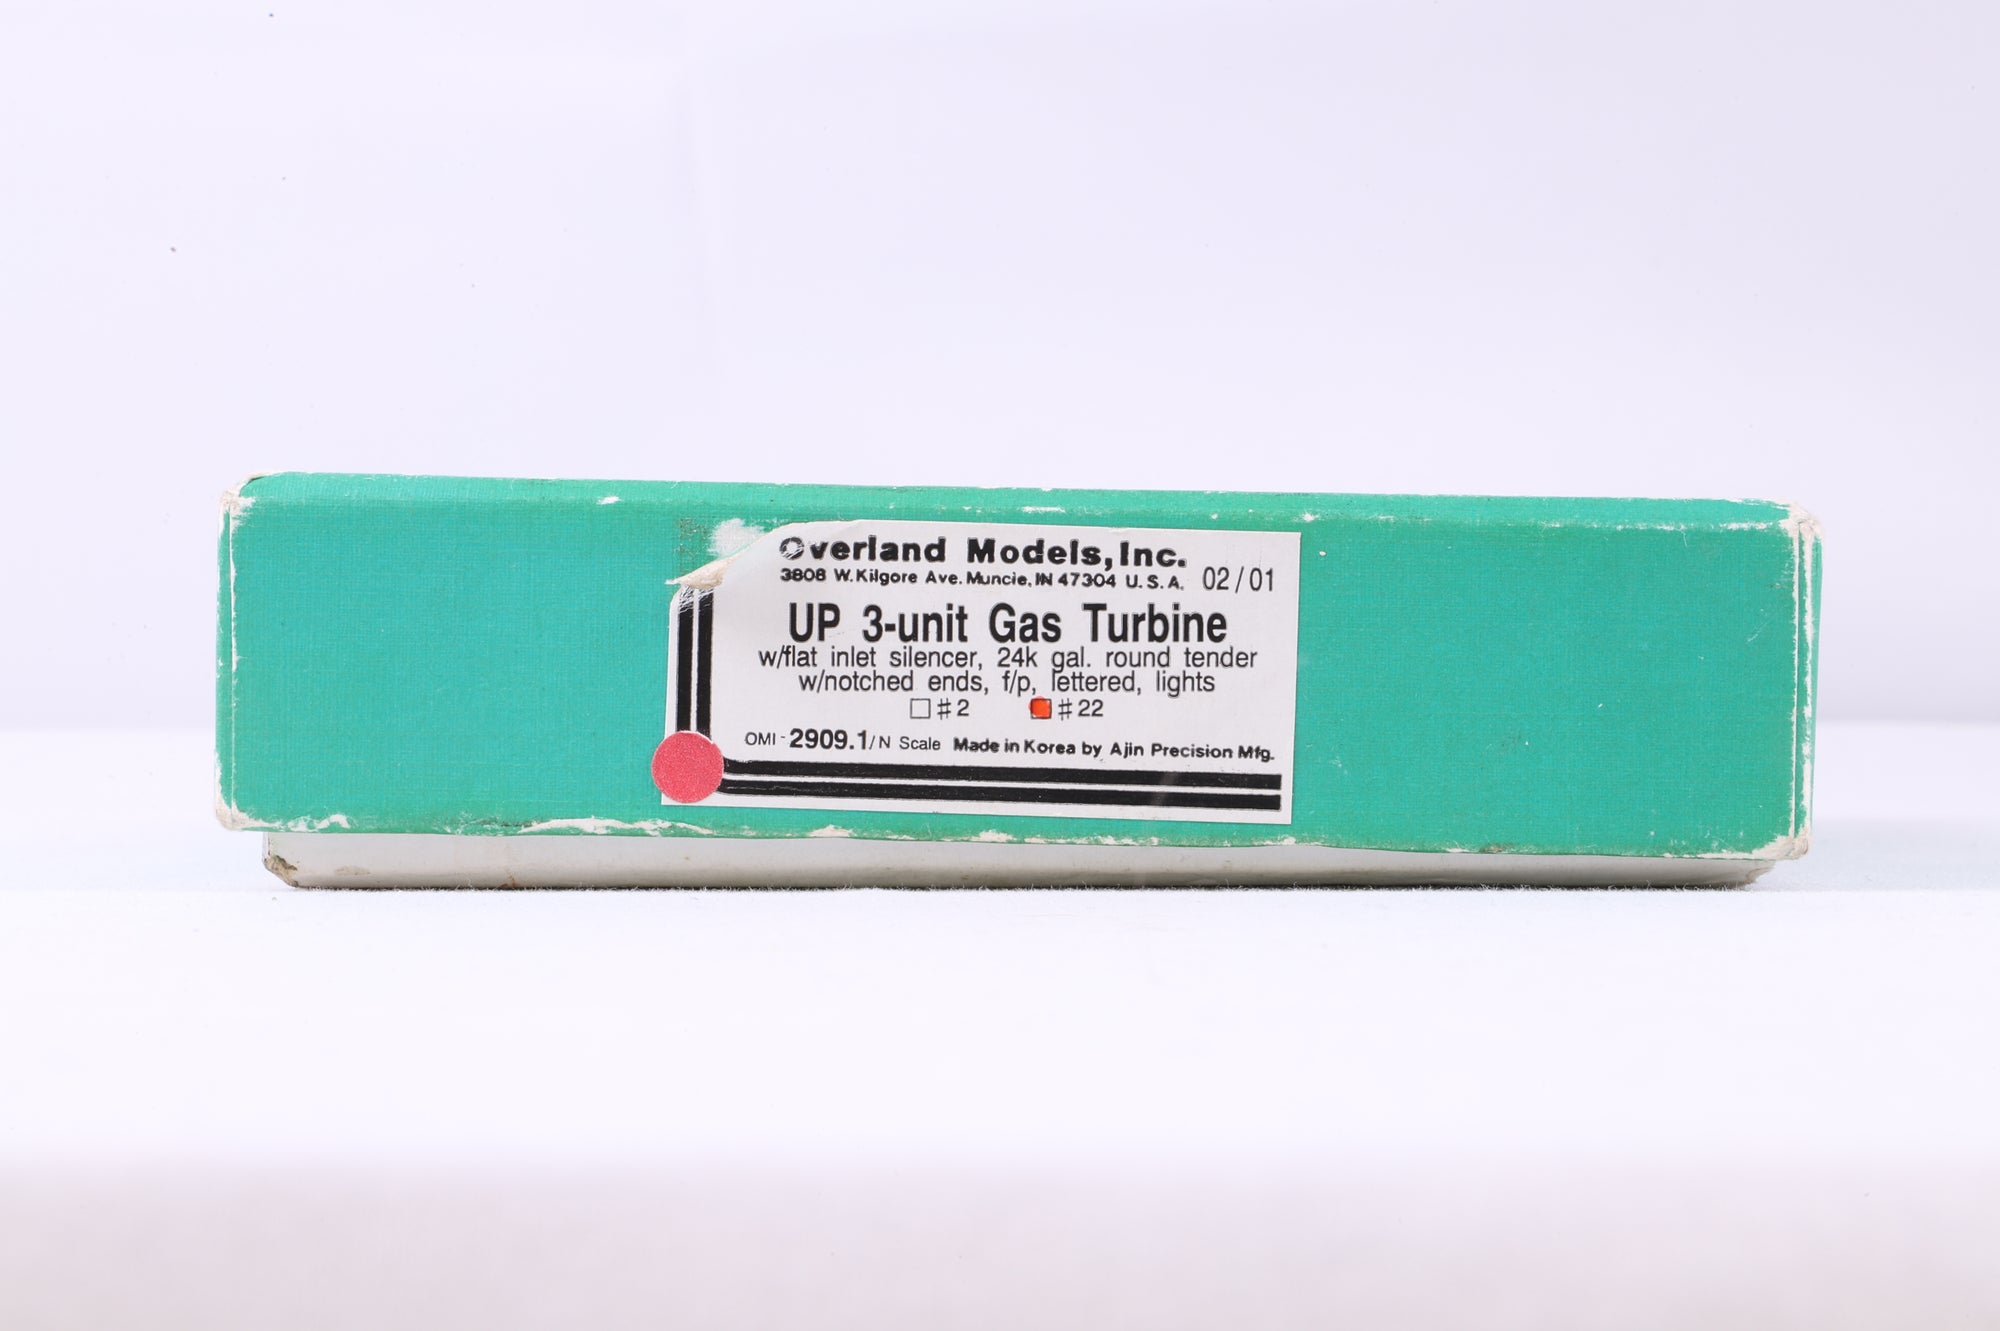 Overland Models, Inc.
3808 W. Kilgore Ave. Muncie, IN 47304 U.S.A. 02/01
UP 3-unit Gas Turbine
w/flat inlet silencer, 24k gal. round tender
w/notched ends, f/p, lettered, lights
#2 #22
OMI - 2909.1/N Scale Made in Korea by Ajin Precision Mfg.